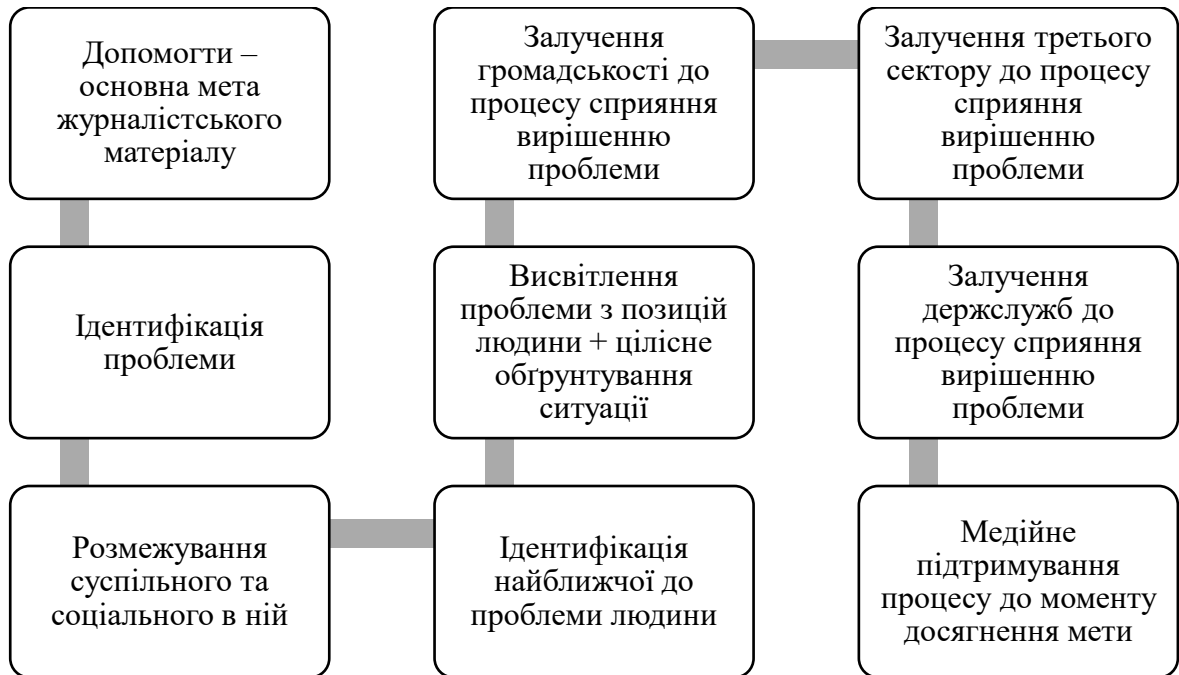 Допомогти –
основна мета
журналістського
матеріалу
Ідентифікація
проблеми
Розмежування
суспільного та
соціального в ній
Ідентифікація
найближчої до
проблеми людини
Висвітлення
проблеми з позицій
людини + цілісне
обґрунтування
ситуації
Залучення
громадськості до
процесу сприяння
вирішенню
проблеми
Залучення третього
сектору до процесу
сприяння
вирішенню
проблеми
Залучення
держслужб до
процесу сприяння
вирішенню
проблеми
Медійне
підтримування
процесу до моменту
досягнення мети